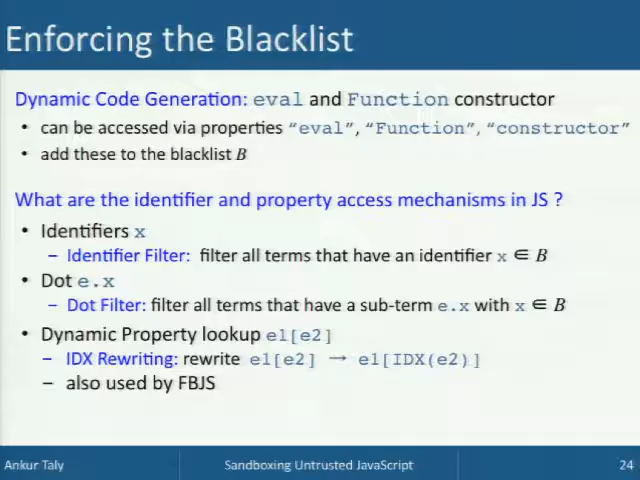 Enforcing the Blacklist
Dynamic Code Generation: eval and Function constructor
• can be accessed via properties "eval", "Function", "constructor"
• add these to the blacklist B
What are the identifier and property access mechanisms in JS ?
• Identifiers x
– Identifier Filter: filter all terms that have an identifier x ∈ B
• Dot e.x
– Dot Filter: filter all terms that have a sub-term e.x with x ∈ B
• Dynamic Property lookup e1[e2]
– IDX Rewriting: rewrite e1[e2] → e1[IDX(e2)]
– also used by FBJS
Ankur Taly
Sandboxing Untrusted JavaScript
24